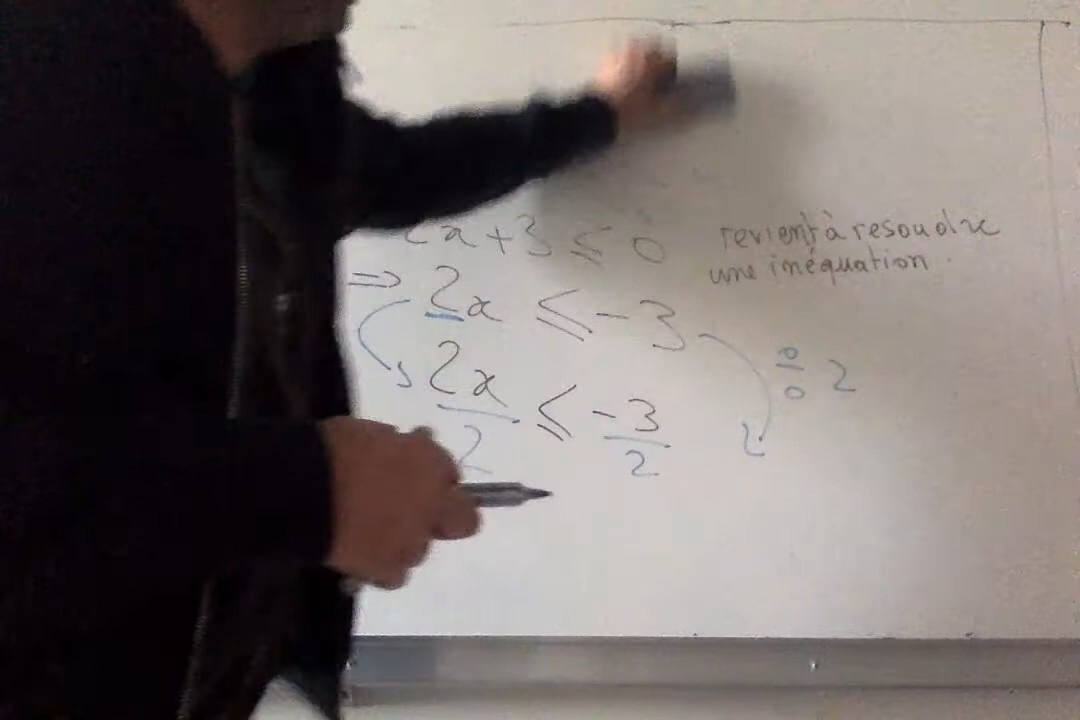 2x + 3 ≤ 0 revient à resoudre
une inéquation.
⇒ 2x ≤ -3
÷ 2
2x/2 ≤ -3/2